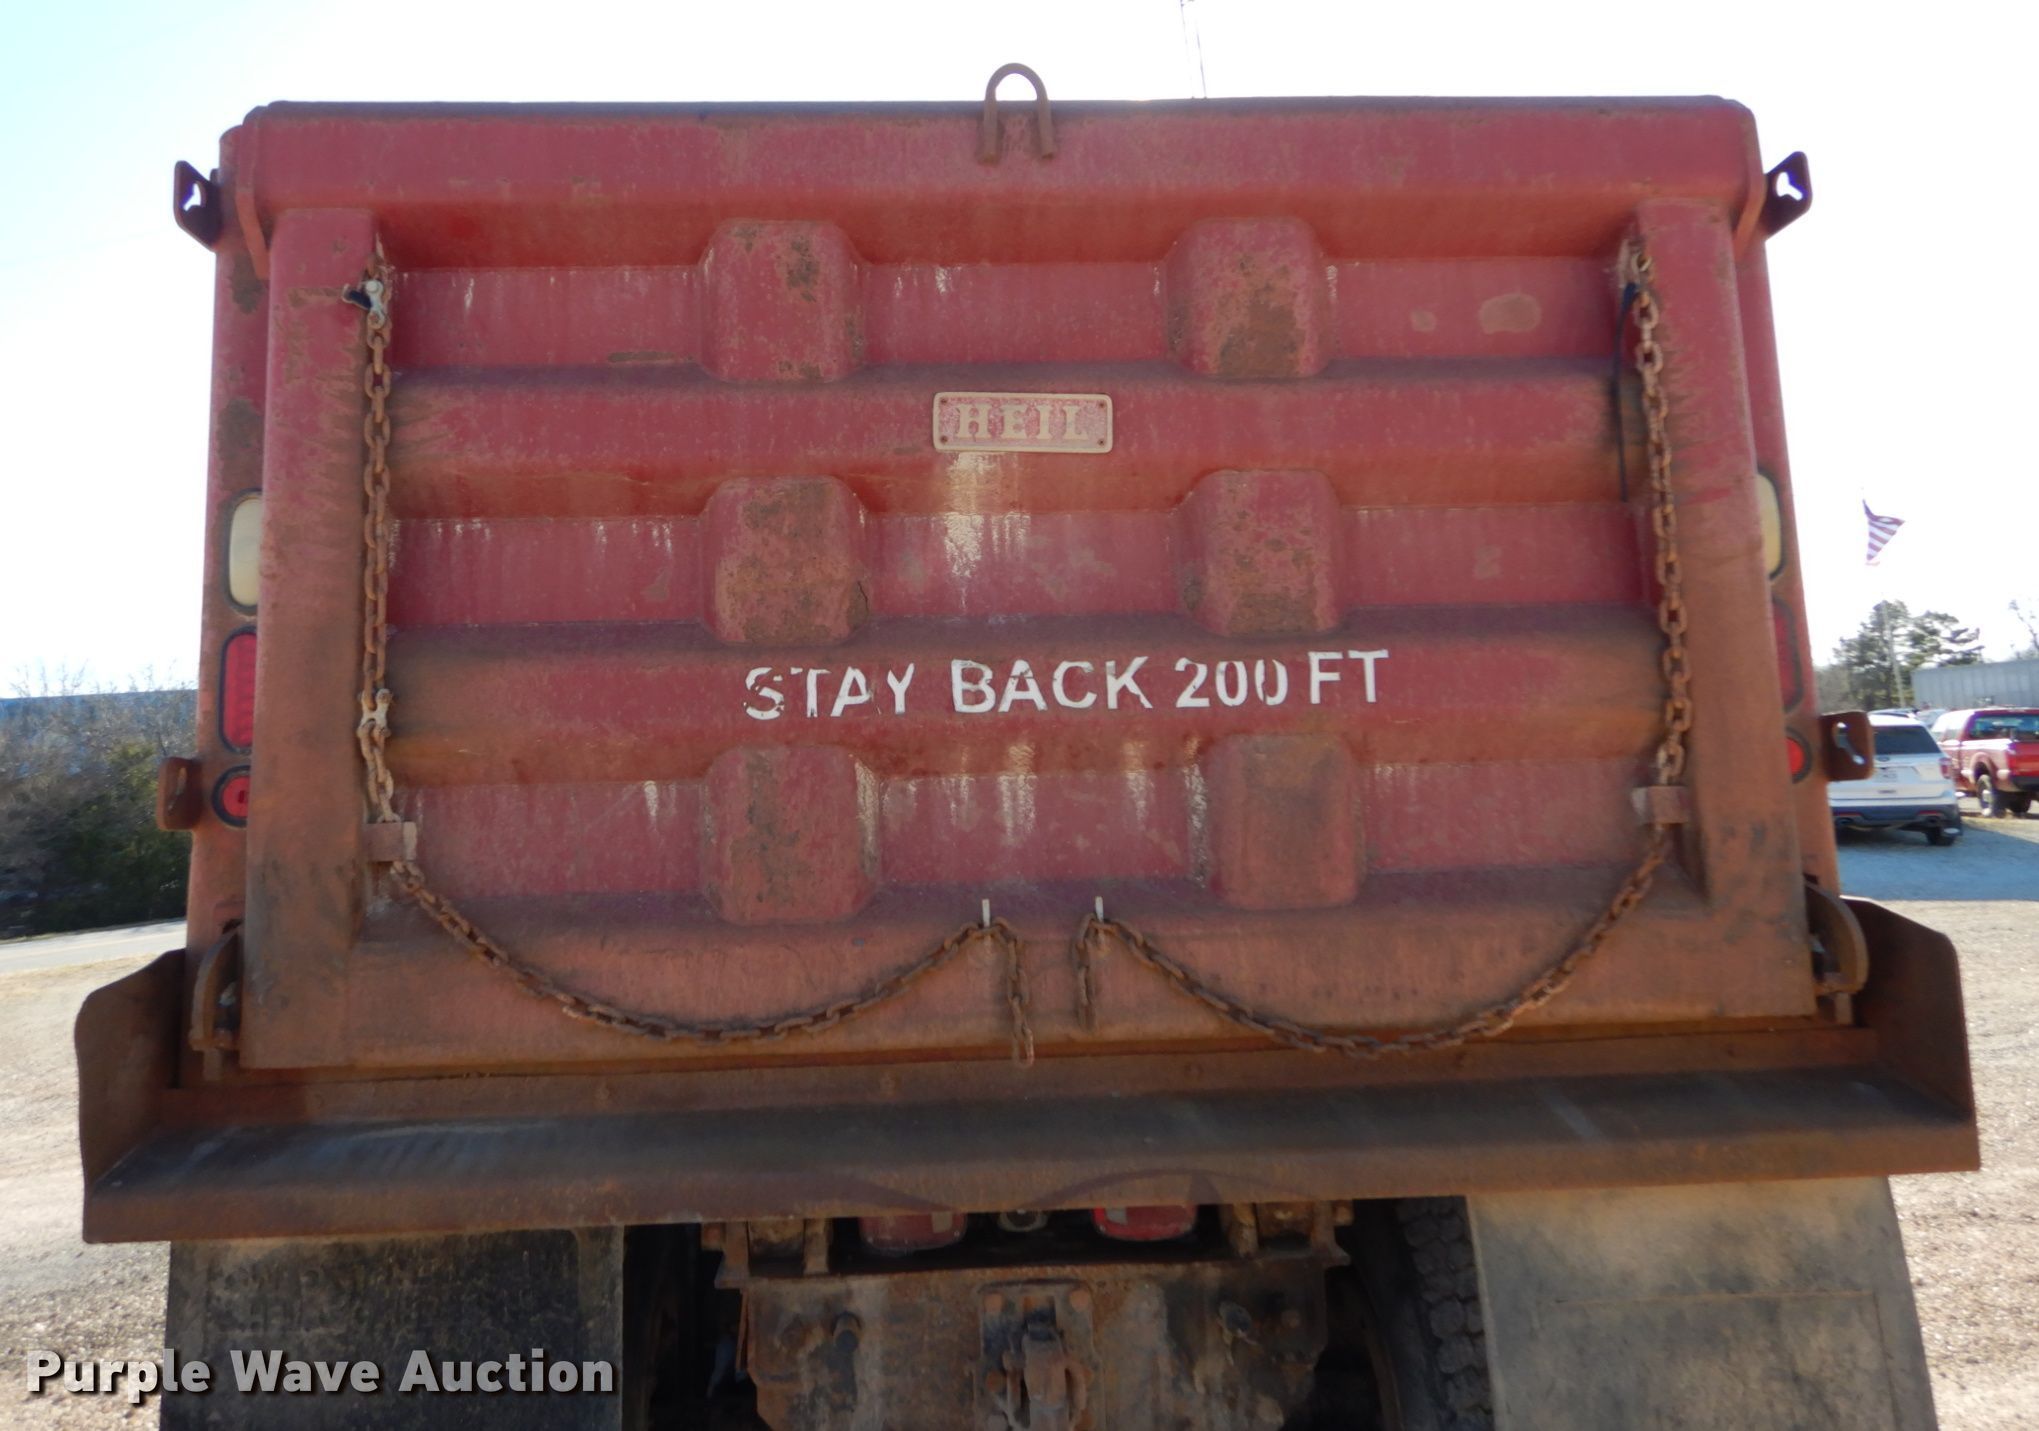 HEIL
STAY BACK 200 FT
Purple Wave Auction